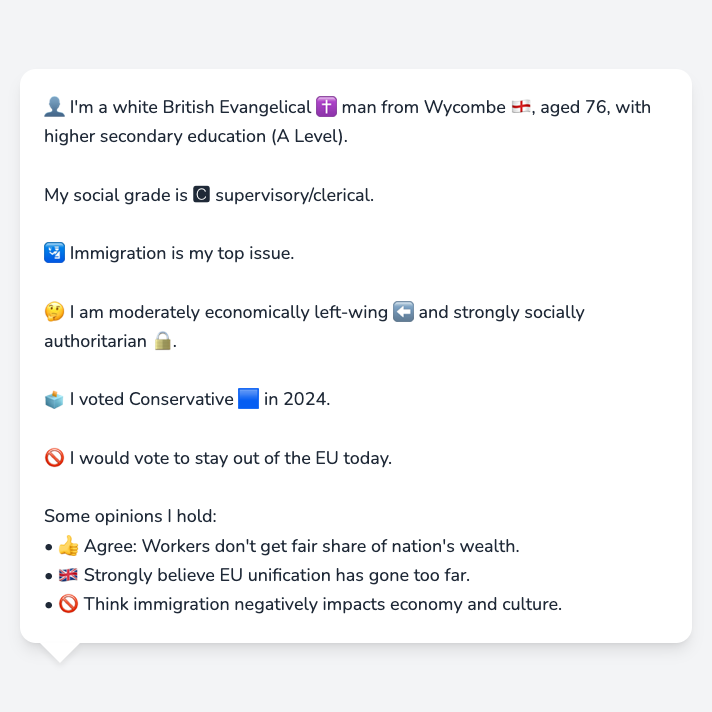 👤 I'm a white British Evangelical ✝️ man from Wycombe 🏴󠁧󠁢󠁥󠁮󠁧󠁿, aged 76, with
higher secondary education (A Level).
My social grade is 🅲 supervisory/clerical.
🛂 Immigration is my top issue.
🤔 I am moderately economically left-wing ⬅️ and strongly socially
authoritarian 🔒.
🗳️ I voted Conservative 🟦 in 2024.
🚫 I would vote to stay out of the EU today.
Some opinions I hold:
• 👍 Agree: Workers don't get fair share of nation's wealth.
• 🇬🇧 Strongly believe EU unification has gone too far.
• 🚫 Think immigration negatively impacts economy and culture.